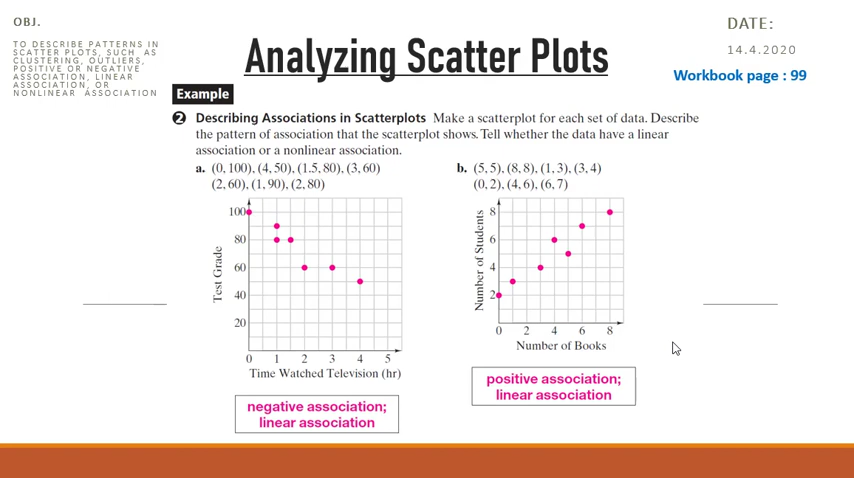 OBJ.
TO DESCRIBE PATTERNS IN
SCATTER PLOTS, SUCH AS
CLUSTERING, OUTLIERS,
POSITIVE OR NEGATIVE
ASSOCIATION, LINEAR
ASSOCIATION, OR
NONLINEAR ASSOCIATION
Analyzing Scatter Plots
DATE:
14.4.2020
Workbook page : 99
Example
2 Describing Associations in Scatterplots Make a scatterplot for each set of data. Describe
the pattern of association that the scatterplot shows. Tell whether the data have a linear
association or a nonlinear association.
a. (0, 100), (4, 50), (1.5, 80), (3, 60)
(2, 60), (1, 90), (2, 80)
b. (5, 5), (8, 8), (1, 3), (3, 4)
(0, 2), (4, 6), (6, 7)
100
80
60
40
20
Test Grade
0 1 2 3 4 5
Time Watched Television (hr)
negative association;
linear association
8
6
4
2
Number of Students
0 2 4 6 8
Number of Books
positive association;
linear association